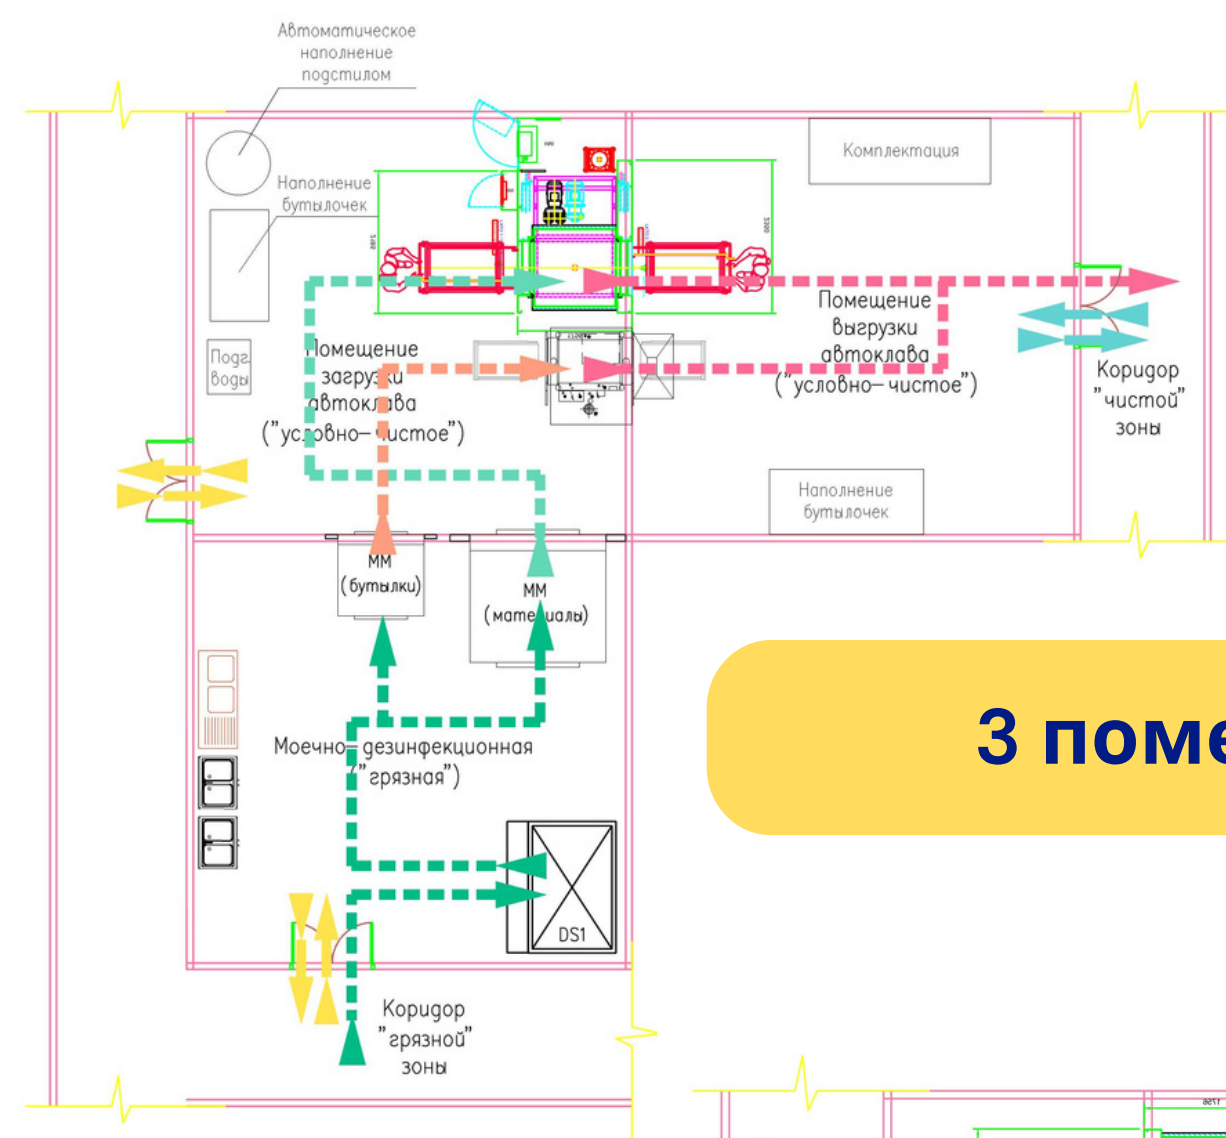 Автоматическое
наполнение
подстилом
Наполнение
бутылочек
Комплектация
Подг.
воды
Помещение
загрузки
автоклава
("условно-чистое")
Помещение
выгрузки
автоклава
("условно-чистое")
Коридор
"чистой"
зоны
Наполнение
бутылочек
ММ
(бутылки)
ММ
(материалы)
Моечно-дезинфекционная
("грязная")
DS1
Коридор
"грязной"
зоны
3 поме
1756